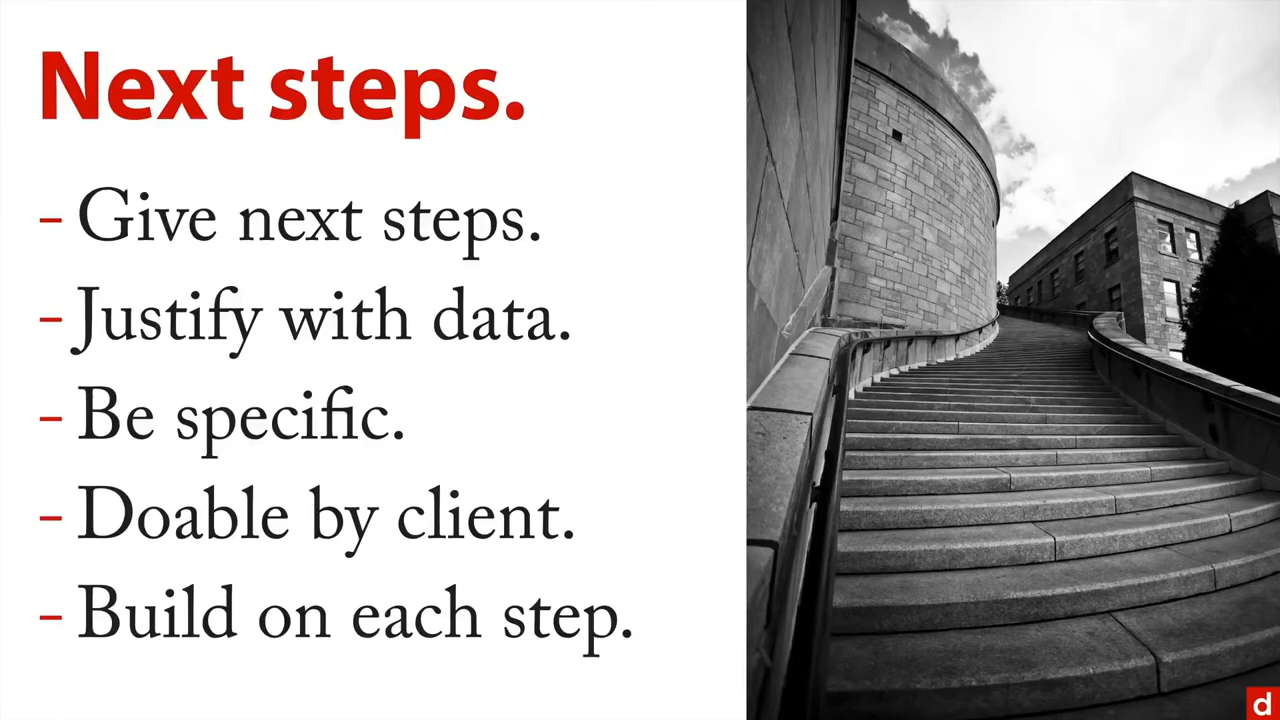 Next steps.
- Give next steps.
- Justify with data.
- Be specific.
- Doable by client.
- Build on each step.
d